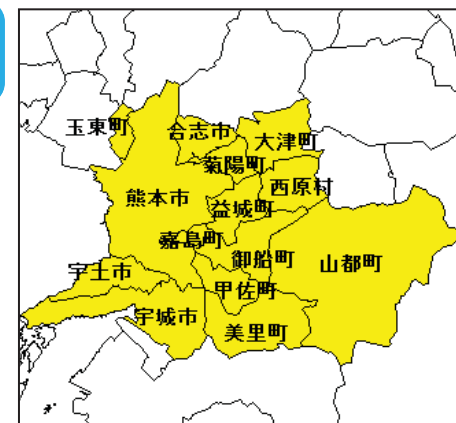 玉東町
合志市
大津町
菊陽町
熊本市
西原村
益城町
嘉島町
御船町
山都町
宇土市
甲佐町
宇城市
美里町